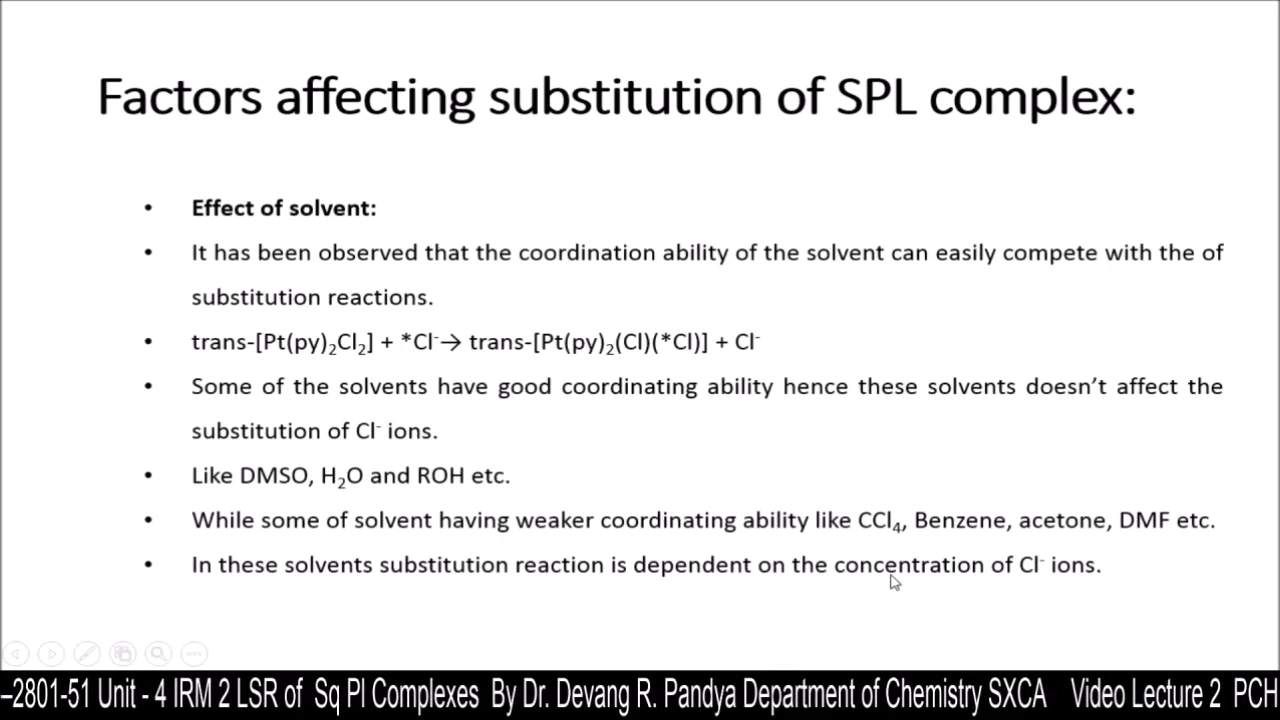 Factors affecting substitution of SPL complex:
• Effect of solvent:
• It has been observed that the coordination ability of the solvent can easily compete with the of
substitution reactions.
• trans-[Pt(py)₂Cl₂] + *Cl⁻→ trans-[Pt(py)₂(Cl)(*Cl)] + Cl⁻
• Some of the solvents have good coordinating ability hence these solvents doesn’t affect the
substitution of Cl⁻ ions.
• Like DMSO, H₂O and ROH etc.
• While some of solvent having weaker coordinating ability like CCl₄, Benzene, acetone, DMF etc.
• In these solvents substitution reaction is dependent on the concentration of Cl⁻ ions.
–2801-51 Unit - 4 IRM 2 LSR of Sq Pl Complexes By Dr. Devang R. Pandya Department of Chemistry SXCA Video Lecture 2 PCH